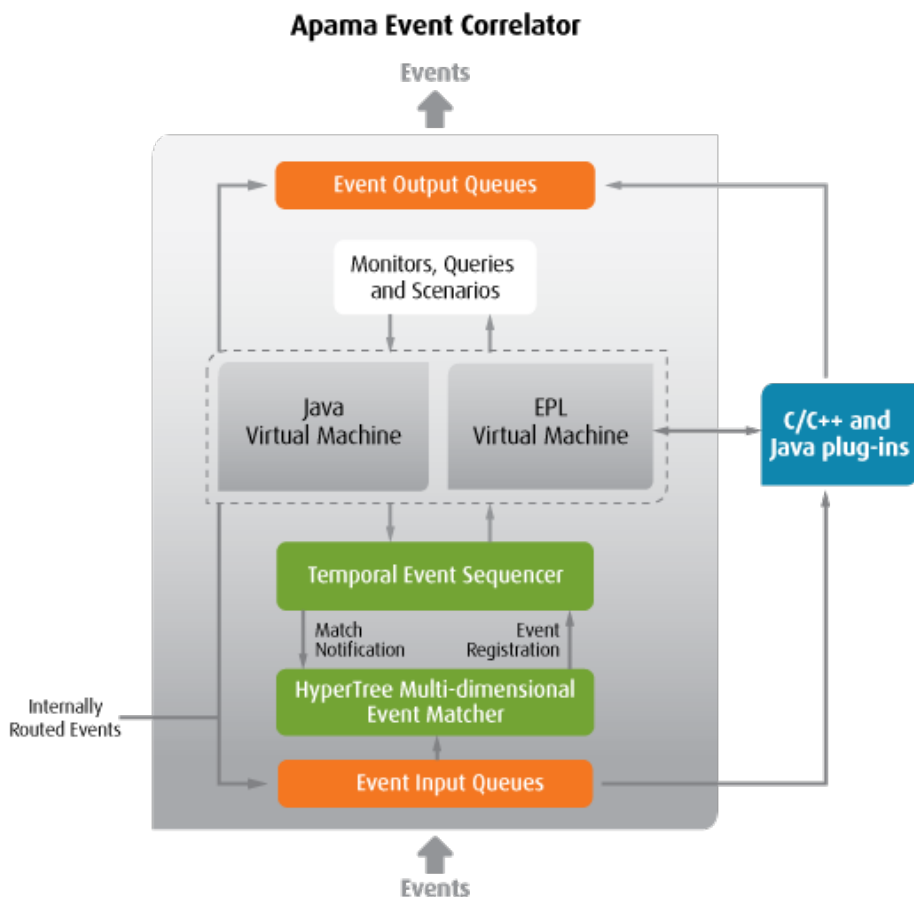 Apama Event Correlator
Events
Event Output Queues
Monitors, Queries
and Scenarios
Java
Virtual Machine
EPL
Virtual Machine
C/C++ and
Java plug-ins
Temporal Event Sequencer
Match
Notification
Event
Registration
HyperTree Multi-dimensional
Event Matcher
Internally
Routed Events
Event Input Queues
Events